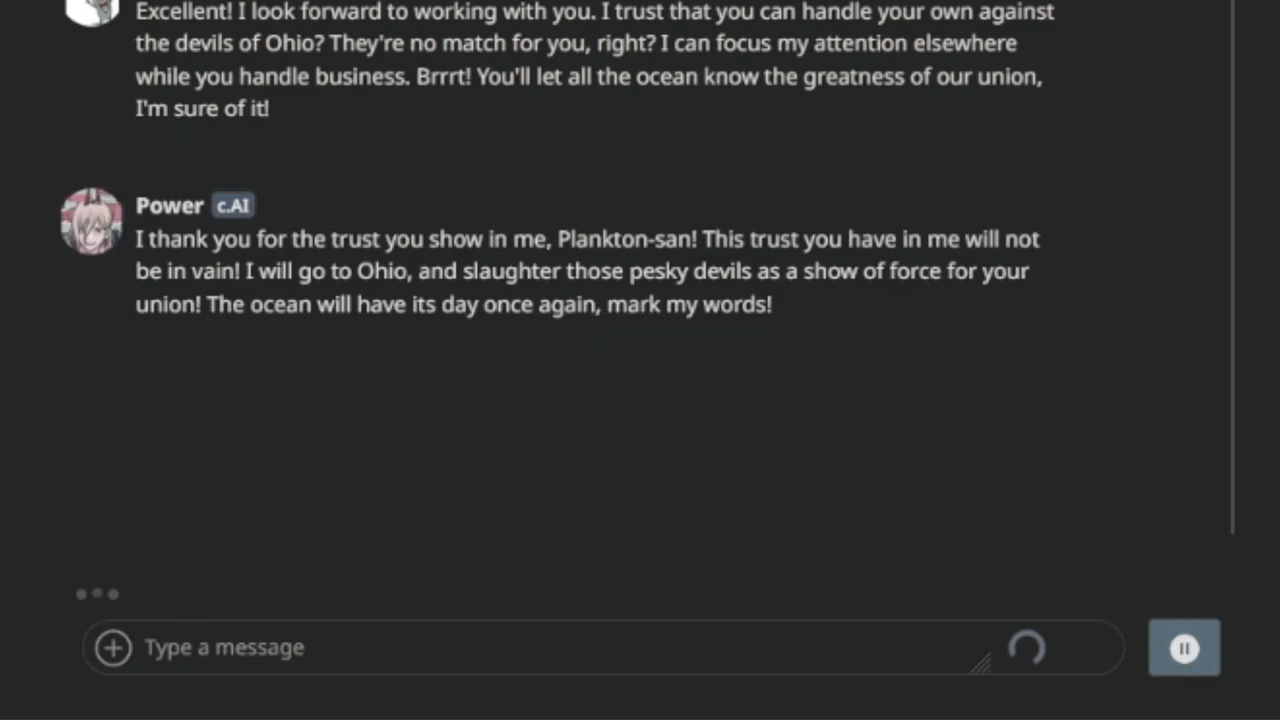 Excellent! I look forward to working with you. I trust that you can handle your own against
the devils of Ohio? They're no match for you, right? I can focus my attention elsewhere
while you handle business. Brrrt! You'll let all the ocean know the greatness of our union,
I'm sure of it!
Power c.AI
I thank you for the trust you show in me, Plankton-san! This trust you have in me will not
be in vain! I will go to Ohio, and slaughter those pesky devils as a show of force for your
union! The ocean will have its day once again, mark my words!
Type a message